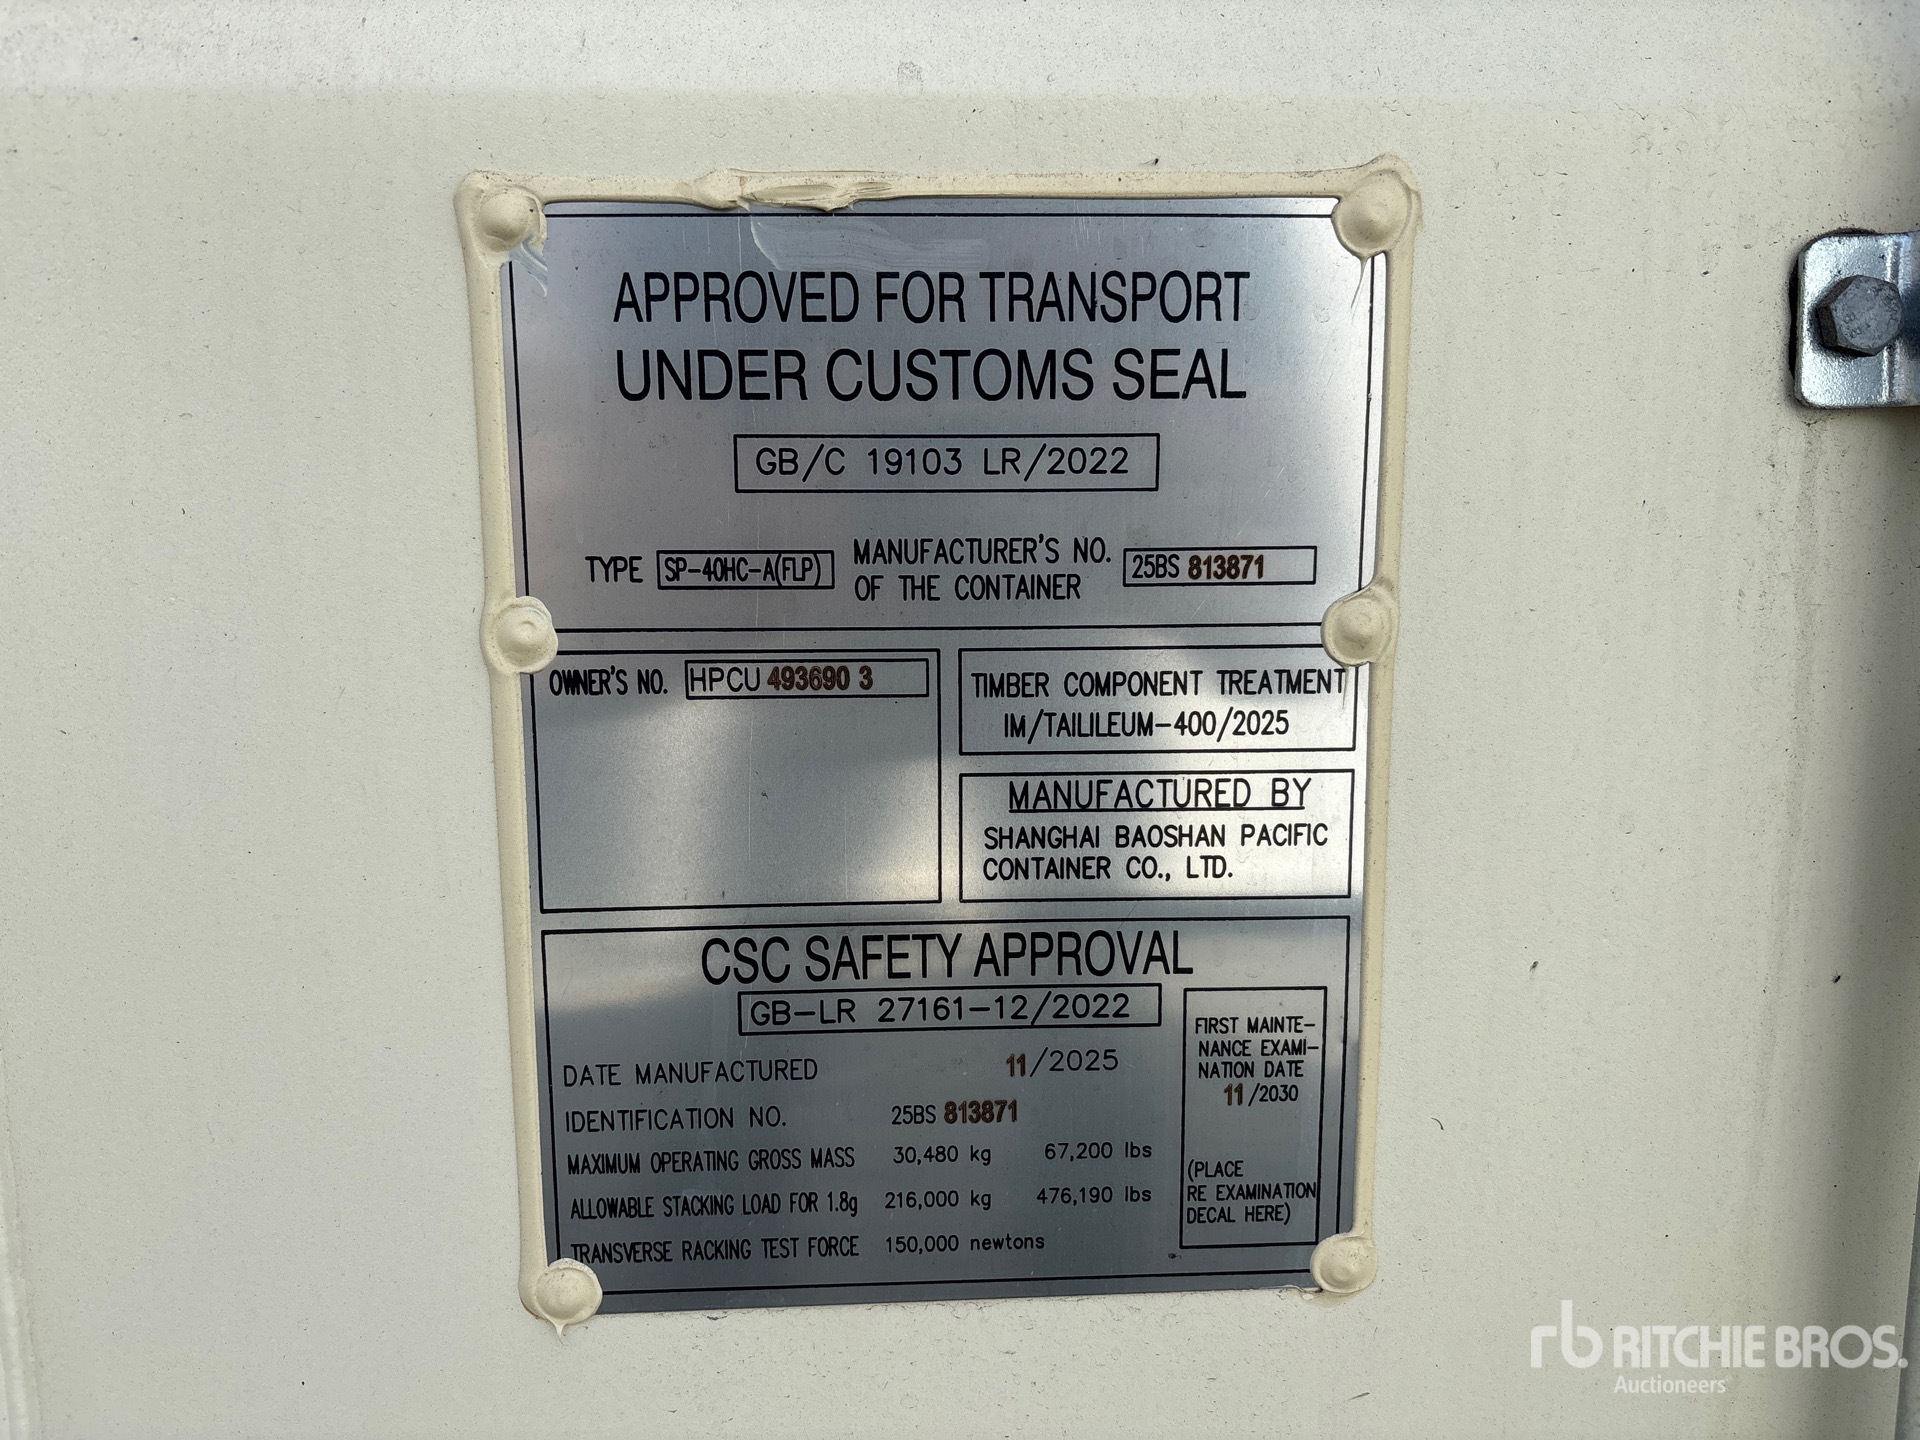 APPROVED FOR TRANSPORT
UNDER CUSTOMS SEAL
GB/C 19103 LR/2022
TYPE SP-40HC-A(FLP)
MANUFACTURER'S NO.
OF THE CONTAINER
25BS 813871
OWNER'S NO. HPCU 493690 3
TIMBER COMPONENT TREATMENT
IM/TAILILEUM-400/2025
MANUFACTURED BY
SHANGHAI BAOSHAN PACIFIC
CONTAINER CO., LTD.
CSC SAFETY APPROVAL
GB-LR 27161-12/2022
DATE MANUFACTURED 11/2025
IDENTIFICATION NO. 25BS 813871
MAXIMUM OPERATING GROSS MASS 30,480 kg 67,200 lbs
ALLOWABLE STACKING LOAD FOR 1.8g 216,000 kg 476,190 lbs
TRANSVERSE RACKING TEST FORCE 150,000 newtons
FIRST MAINTE-
NANCE EXAMI-
NATION DATE
11/2030
(PLACE
RE EXAMINATION
DECAL HERE)
rb RITCHIE BROS.
Auctioneers